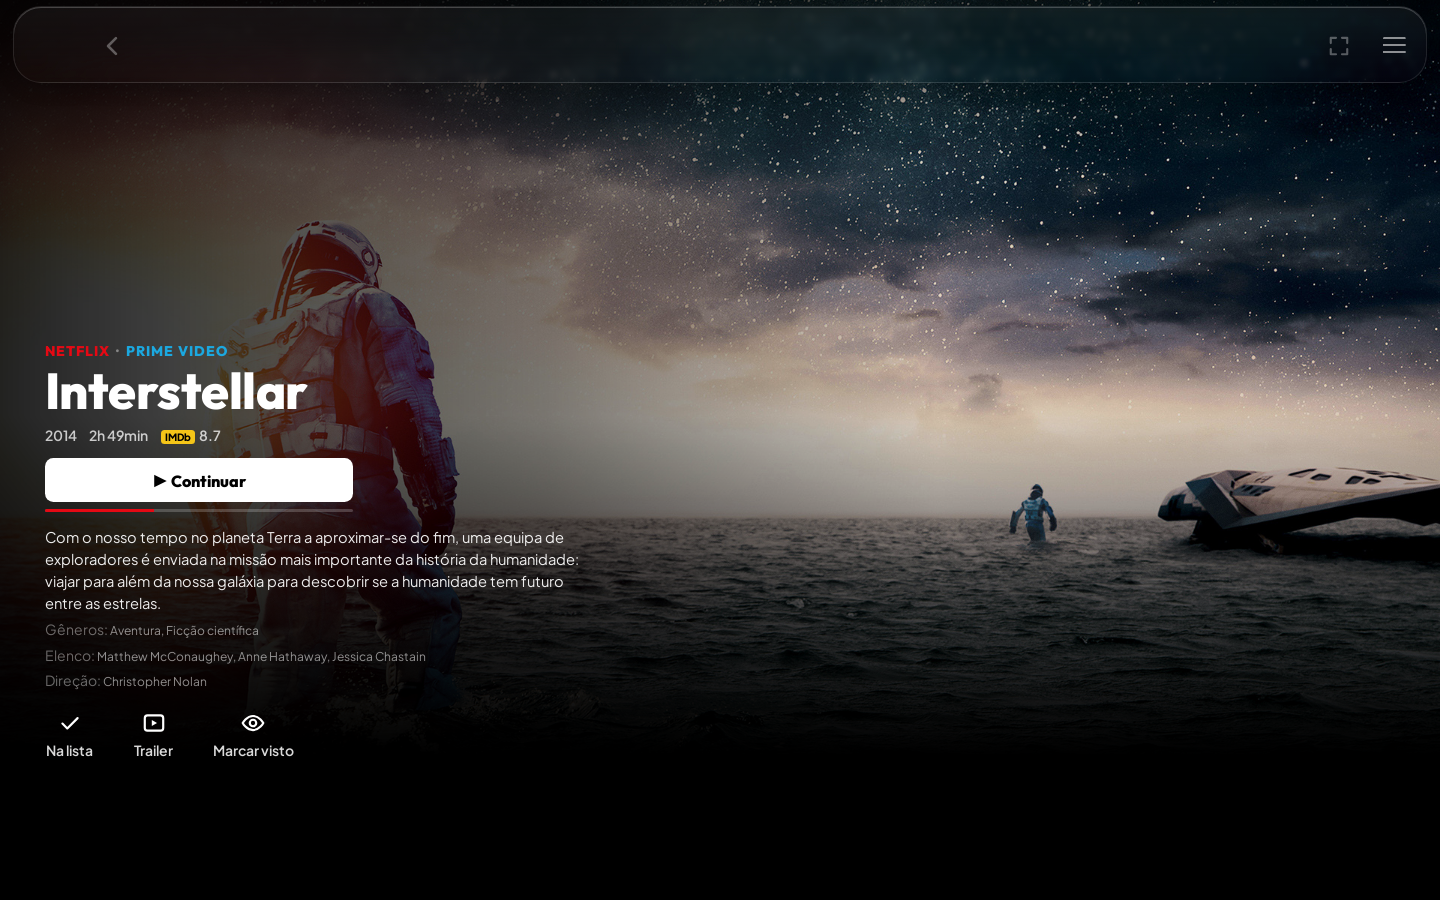 NETFLIX · PRIME VIDEO
Interstellar
2014 2h 49min IMDb 8.7
▶ Continuar
Com o nosso tempo no planeta Terra a aproximar-se do fim, uma equipa de
exploradores é enviada na missão mais importante da história da humanidade:
viajar para além da nossa galáxia para descobrir se a humanidade tem futuro
entre as estrelas.
Gêneros: Aventura, Ficção científica
Elenco: Matthew McConaughey, Anne Hathaway, Jessica Chastain
Direção: Christopher Nolan
Na lista Trailer Marcar visto